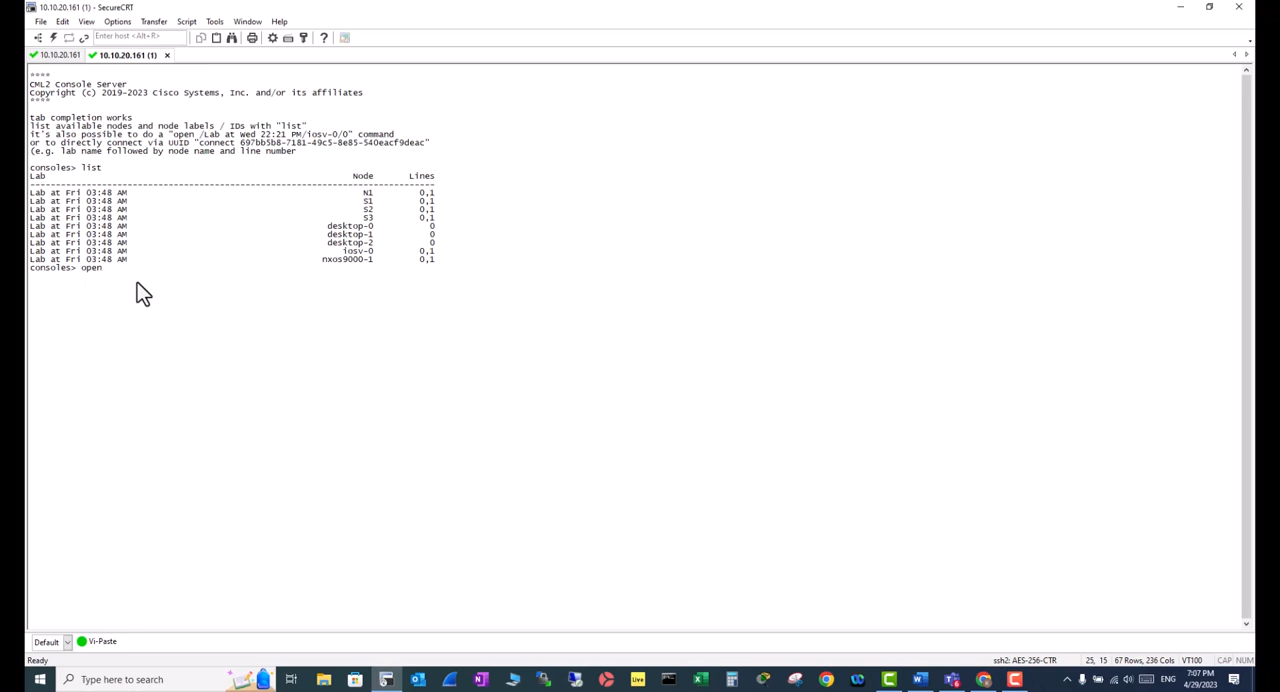 10.10.20.161 (1) - SecureCRT
File Edit View Options Transfer Script Tools Window Help
Enter host <Alt+R>
10.10.20.161 10.10.20.161 (1)
****
CML2 Console Server
Copyright (c) 2019-2023 Cisco Systems, Inc. and/or its affiliates
****
tab completion works
list available nodes and node labels / IDs with "list"
it's also possible to do a "open /Lab at Wed 22:21 PM/iosv-0/0" command
or to directly connect via UUID "connect 697bb5b8-7181-49c5-8e85-540eacf9deac"
(e.g. lab name followed by node name and line number
consoles> list
Lab Node Lines
--------------------------------------------------------------------------------------------
Lab at Fri 03:48 AM N1 0,1
Lab at Fri 03:48 AM S1 0,1
Lab at Fri 03:48 AM S2 0,1
Lab at Fri 03:48 AM S3 0,1
Lab at Fri 03:48 AM desktop-0 0
Lab at Fri 03:48 AM desktop-1 0
Lab at Fri 03:48 AM desktop-2 0
Lab at Fri 03:48 AM iosv-0 0,1
Lab at Fri 03:48 AM nxos9000-1 0,1
consoles> open
Default Vi-Paste
Ready ssh2: AES-256-CTR 25, 15 67 Rows, 236 Cols VT100 CAP NUM
Type here to search Live ENG 7:07 PM
4/29/2023